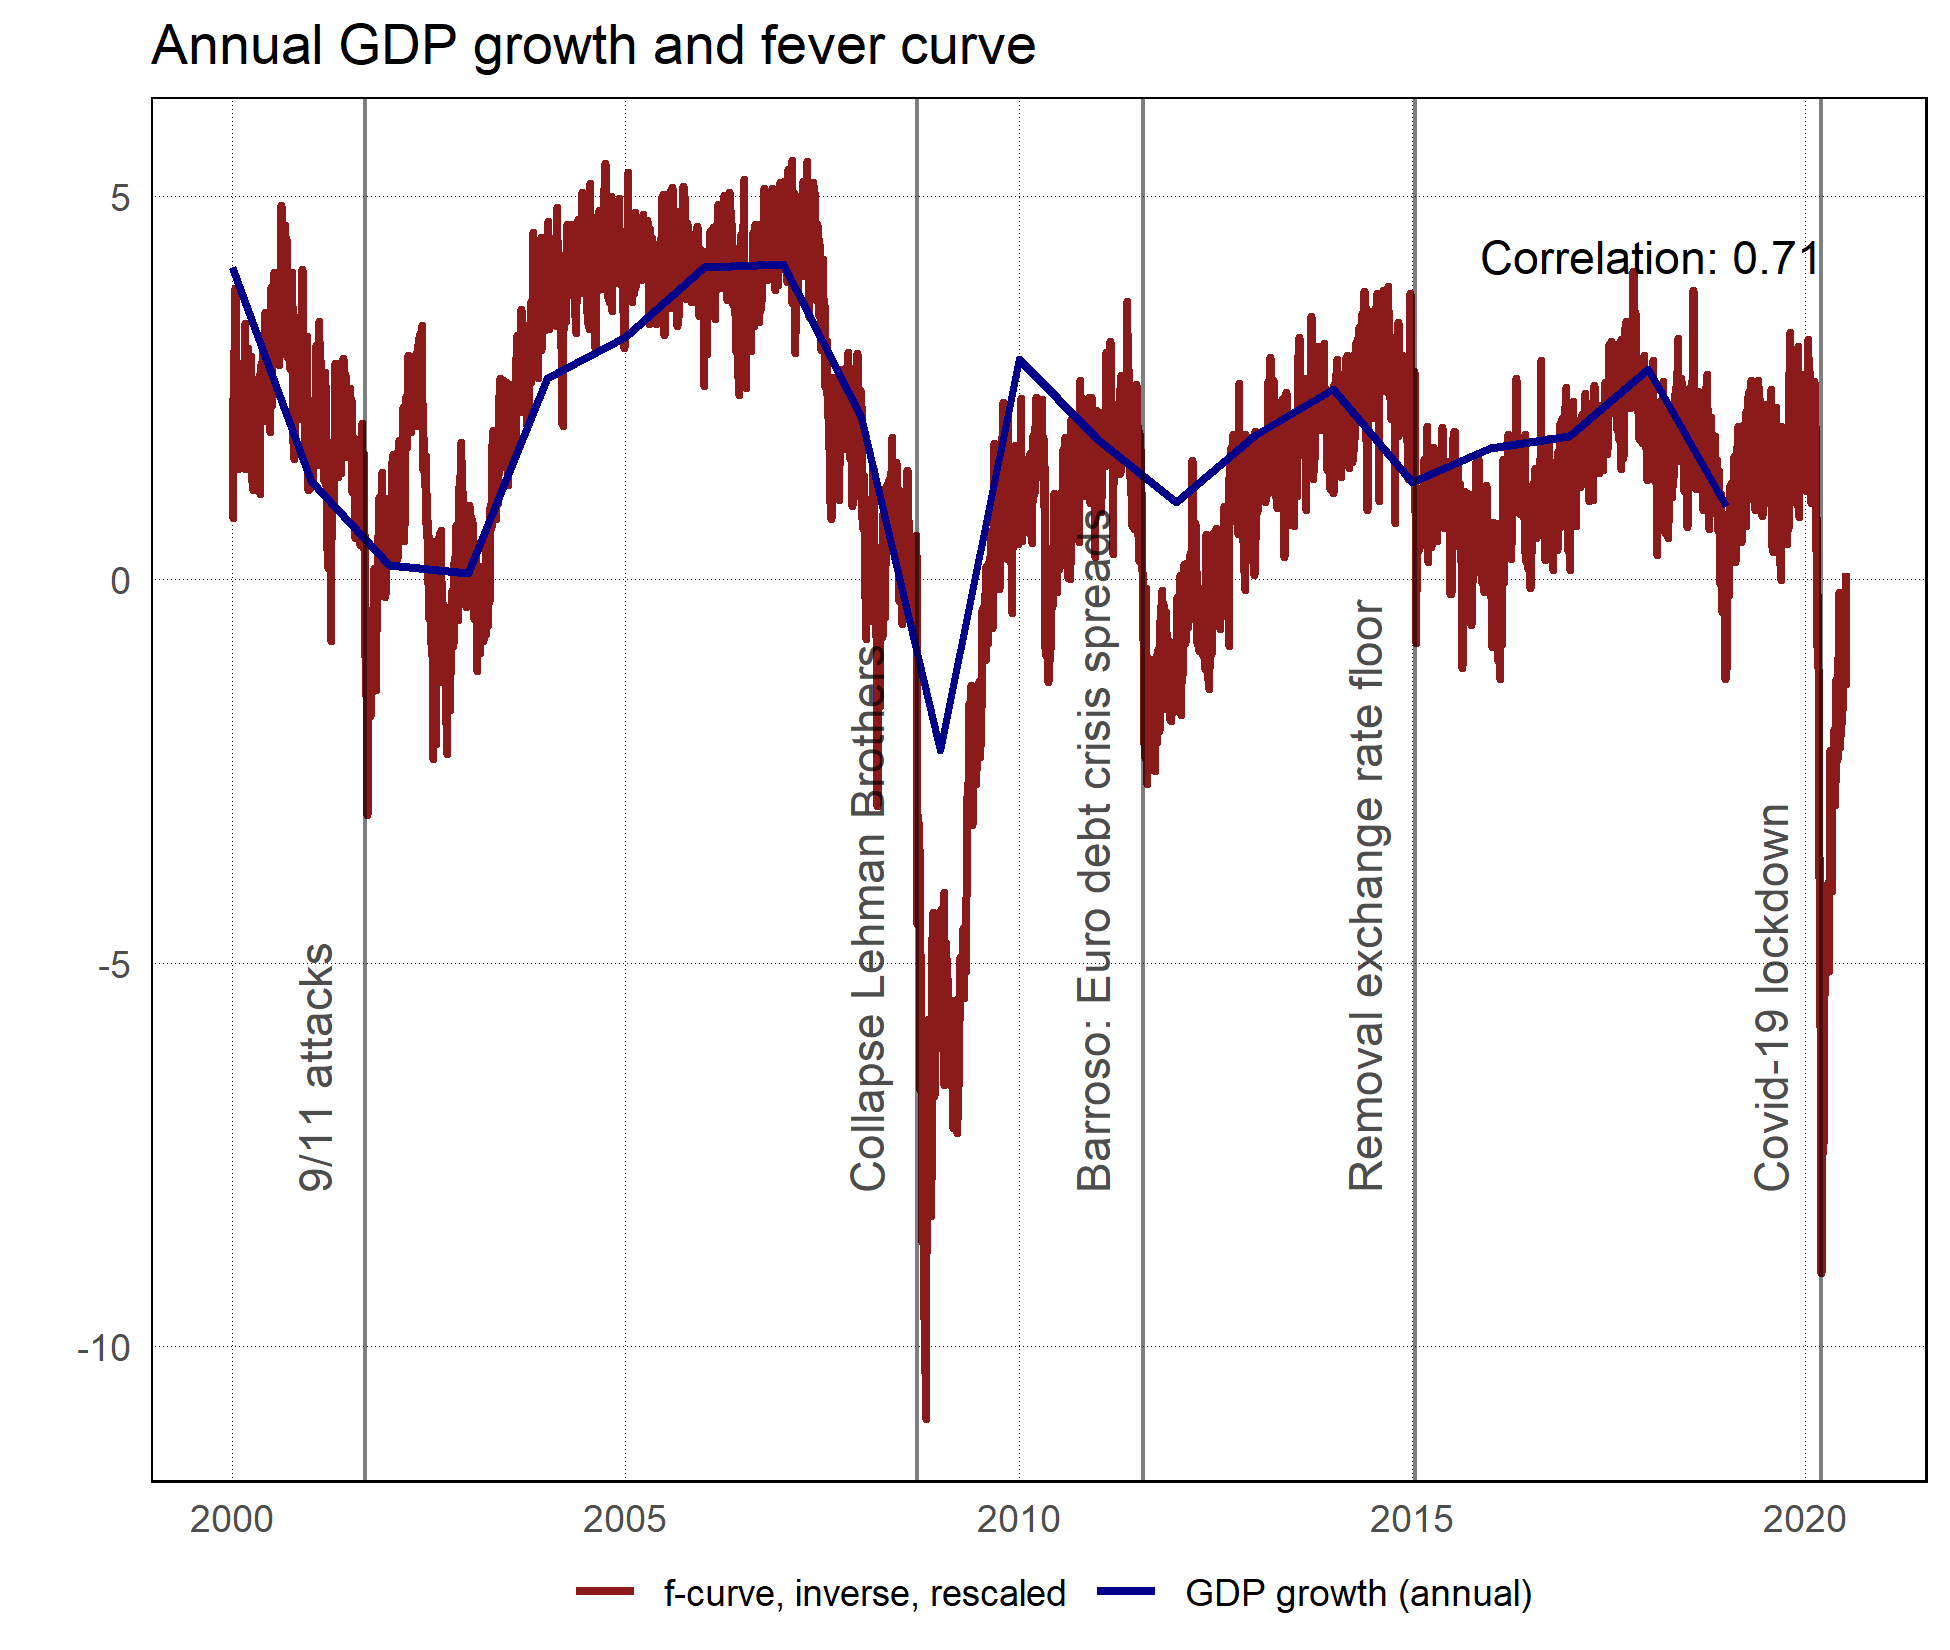 Annual GDP growth and fever curve
5
0
-5
-10
Correlation: 0.71
9/11 attacks
Collapse Lehman Brothers
Barroso: Euro debt crisis spreads
Removal exchange rate floor
Covid-19 lockdown
2000 2005 2010 2015 2020
f-curve, inverse, rescaled GDP growth (annual)